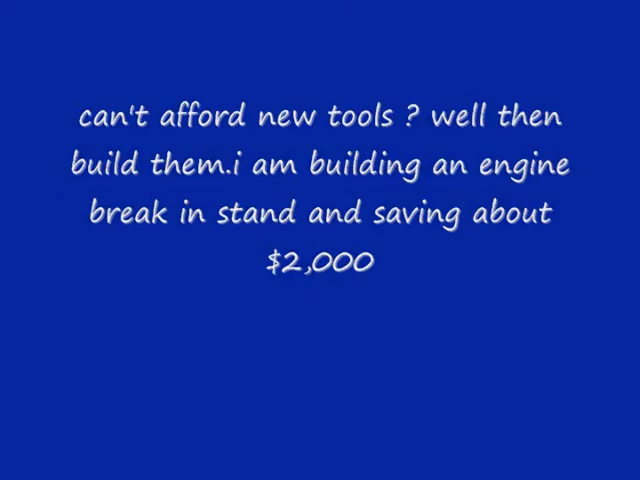 can't afford new tools ? well then
build them.i am building an engine
break in stand and saving about
$2,000